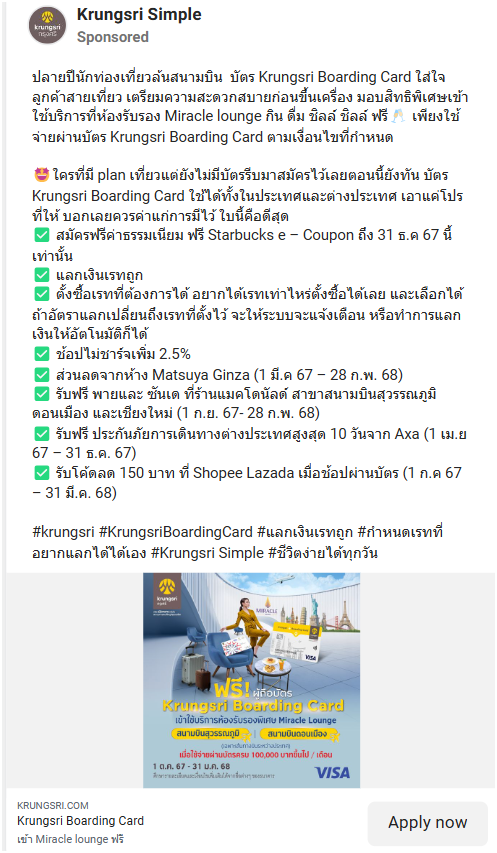 Krungsri Simple
Sponsored
krungsri
กรุงศรี
ปลายปีนักท่องเที่ยวล้นสนามบิน บัตร Krungsri Boarding Card ใส่ใจ
ลูกค้าสายเที่ยว เตรียมความสะดวกสบายก่อนขึ้นเครื่อง มอบสิทธิพิเศษเข้า
ใช้บริการที่ห้องรับรอง Miracle lounge กิน ดื่ม ชิลล์ ชิลล์ ฟรี🥂 เพียงใช้
จ่ายผ่านบัตร Krungsri Boarding Card ตามเงื่อนไขที่กำหนด
🤩ใครที่มี plan เที่ยวแต่ยังไม่มีบัตรรีบมาสมัครไว้เลยตอนนี้ยังทัน บัตร
Krungsri Boarding Card ใช้ได้ทั้งในประเทศและต่างประเทศ เอาแค่โปร
ที่ให้ บอกเลยควรค่าแก่การมีไว้ ใบนี้คือดีสุด
✅ สมัครฟรีค่าธรรมเนียม ฟรี Starbucks e – Coupon ถึง 31 ธ.ค 67 นี้
เท่านั้น
✅ แลกเงินเรทถูก
✅ ตั้งซื้อเรทที่ต้องการได้ อยากได้เรทเท่าไหร่ตั้งซื้อได้เลย และเลือกได้
ถ้าอัตราแลกเปลี่ยนถึงเรทที่ตั้งไว้ จะให้ระบบจะแจ้งเตือน หรือทำการแลก
เงินให้อัตโนมัติก็ได้
✅ ช้อปไม่ชาร์จเพิ่ม 2.5%
✅ ส่วนลดจากห้าง Matsuya Ginza (1 มี.ค 67 – 28 ก.พ. 68)
✅ รับฟรี พายและ ซันเด ที่ร้านแมคโดนัลด์ สาขาสนามบินสุวรรณภูมิ
ดอนเมือง และเชียงใหม่ (1 ก.ย. 67- 28 ก.พ. 68)
✅ รับฟรี ประกันภัยการเดินทางต่างประเทศสูงสุด 10 วันจาก Axa (1 เม.ย
67 – 31 ธ.ค. 67)
✅ รับโค้ดลด 150 บาท ที่ Shopee Lazada เมื่อช้อปผ่านบัตร (1 ก.ค 67
– 31 มี.ค. 68)
#krungsri #KrungsriBoardingCard #แลกเงินเรทถูก #กำหนดเรทที่
อยากแลกได้ได้เอง #Krungsri Simple #ชีวิตง่ายได้ทุกวัน
krungsri
กรุงศรี
MIRACLE
VISA
ฟรี! ผู้ถือบัตร
Krungsri Boarding Card
เข้าใช้บริการห้องรับรองพิเศษ Miracle Lounge
สนามบินสุวรรณภูมิ | สนามบินดอนเมือง
(เฉพาะเดินทางระหว่างประเทศ)
เมื่อใช้จ่ายผ่านบัตรครบ 100,000 บาทขึ้นไป / เดือน
1 ต.ค. 67 - 31 มี.ค. 68
VISA
KRUNGSRI.COM
Krungsri Boarding Card
เข้า Miracle lounge ฟรี
Apply now